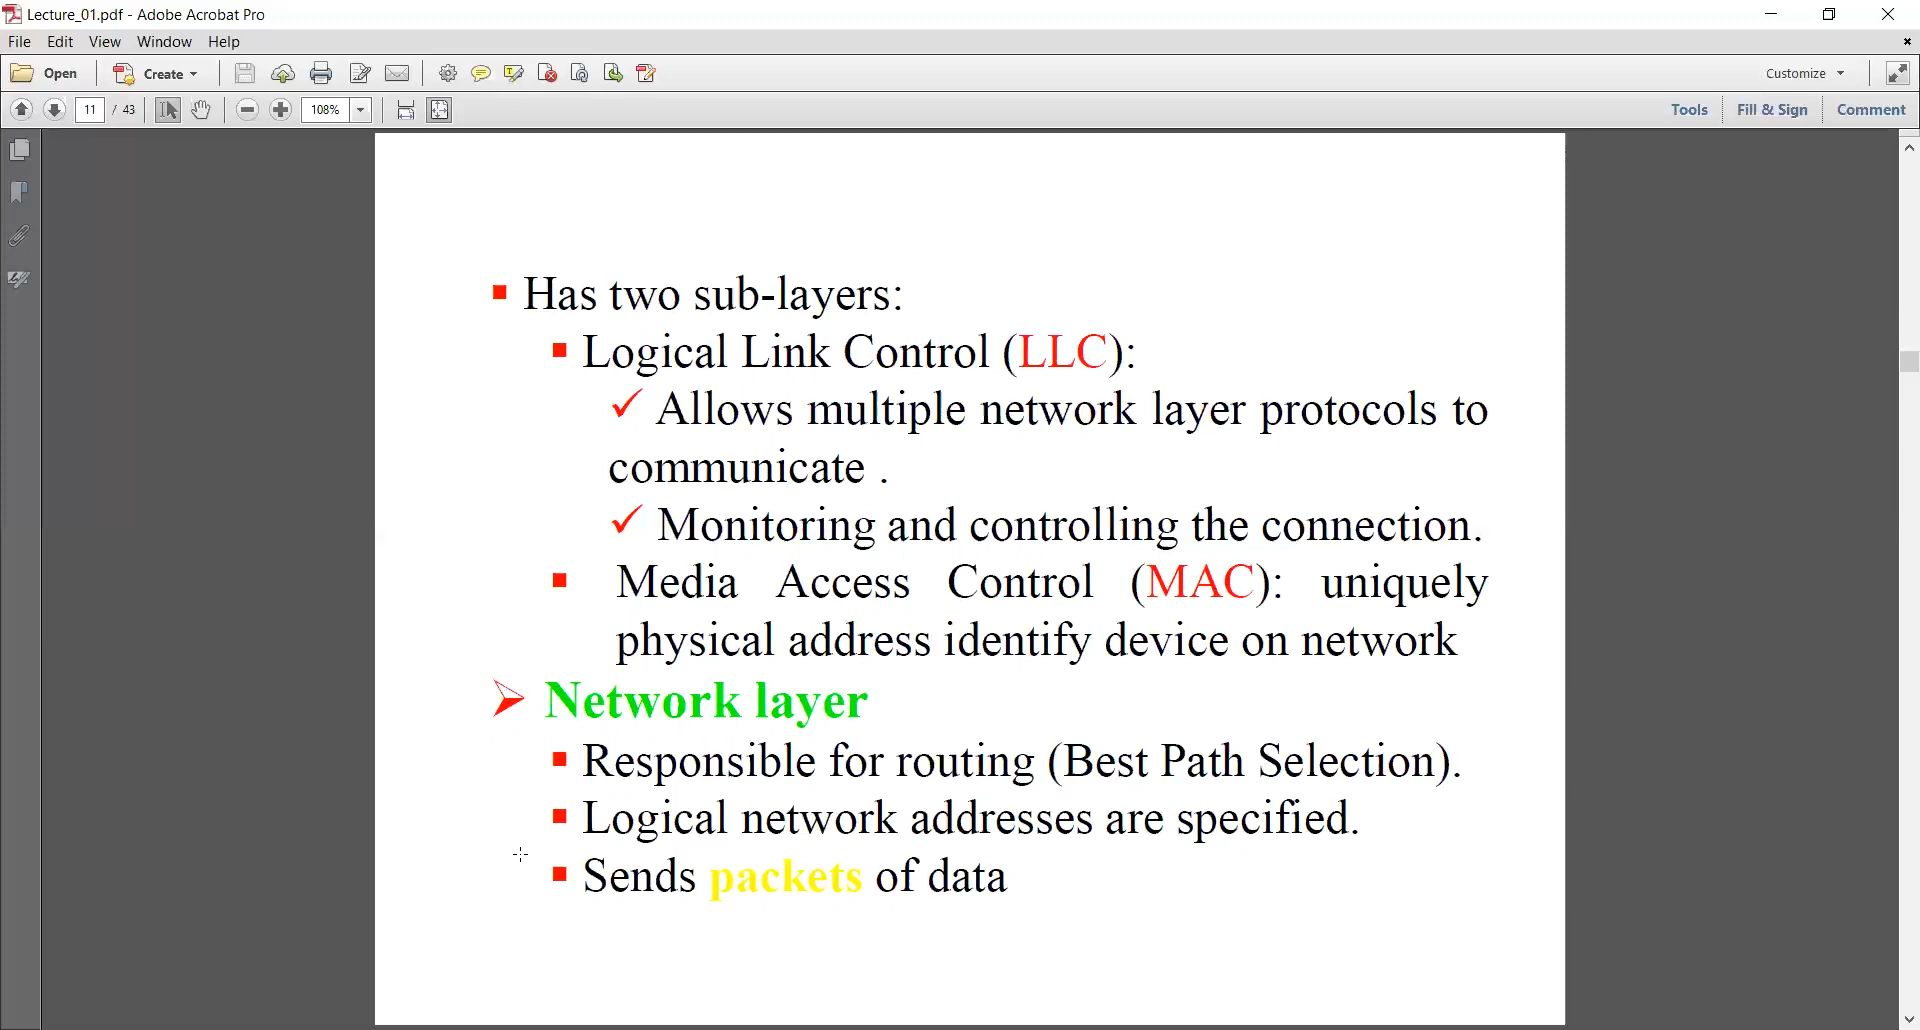 Lecture_01.pdf - Adobe Acrobat Pro
File Edit View Window Help
Open Create Customize
11 / 43 108% Tools Fill & Sign Comment
Has two sub-layers:
Logical Link Control (LLC):
✓ Allows multiple network layer protocols to
communicate .
✓ Monitoring and controlling the connection.
Media Access Control (MAC): uniquely
physical address identify device on network
Network layer
Responsible for routing (Best Path Selection).
Logical network addresses are specified.
Sends packets of data